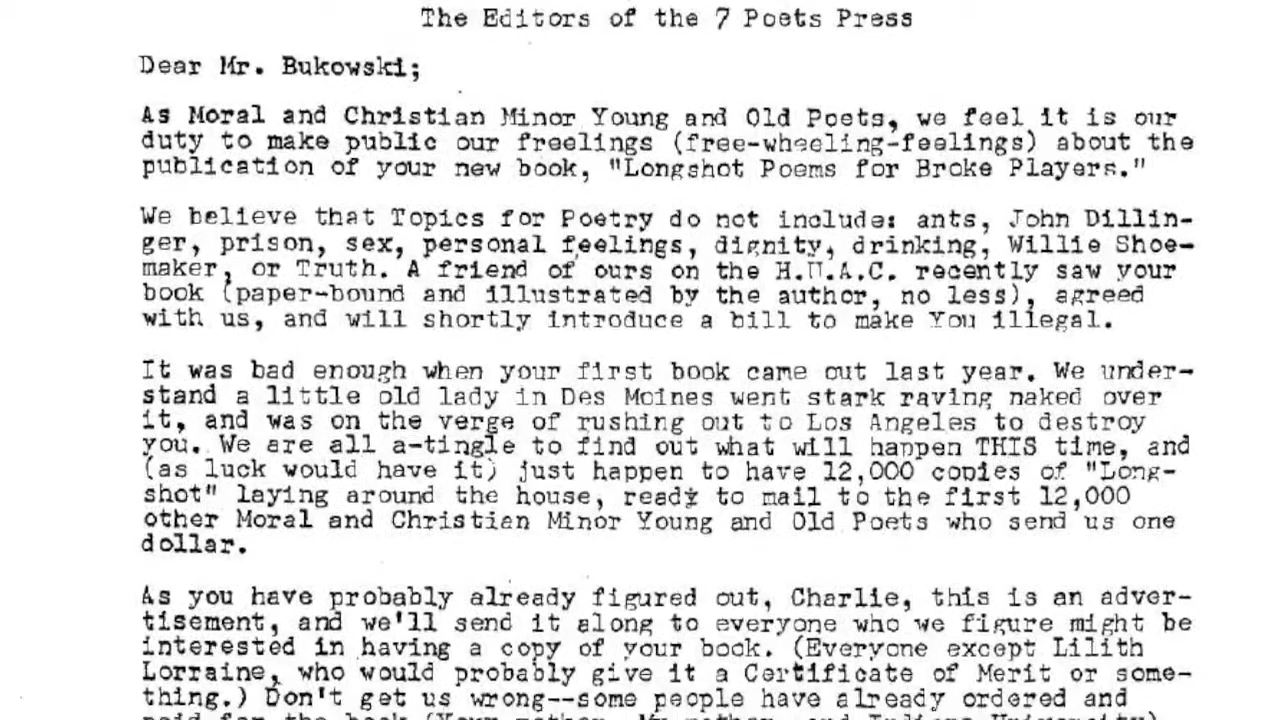 The Editors of the 7 Poets Press
Dear Mr. Bukowski;
As Moral and Christian Minor Young and Old Poets, we feel it is our
duty to make public our freelings (free-wheeling-feelings) about the
publication of your new book, "Longshot Poems for Broke Players."
We believe that Topics for Poetry do not include: ants, John Dillin-
ger, prison, sex, personal feelings, dignity, drinking, Willie Shoe-
maker, or Truth. A friend of ours on the H.U.A.C. recently saw your
book (paper-bound and illustrated by the author, no less), agreed
with us, and will shortly introduce a bill to make You illegal.
It was bad enough when your first book came out last year. We under-
stand a little old lady in Des Moines went stark raving naked over
it, and was on the verge of rushing out to Los Angeles to destroy
you. We are all a-tingle to find out what will happen THIS time, and
(as luck would have it) just happen to have 12,000 copies of "Long-
shot" laying around the house, ready to mail to the first 12,000
other Moral and Christian Minor Young and Old Poets who send us one
dollar.
As you have probably already figured out, Charlie, this is an adver-
tisement, and we'll send it along to everyone who we figure might be
interested in having a copy of your book. (Everyone except Lilith
Lorraine, who would probably give it a Certificate of Merit or some-
thing.) Don't get us wrong--some people have already ordered and
paid for the book (Your mother, My mother, and Indiana University)